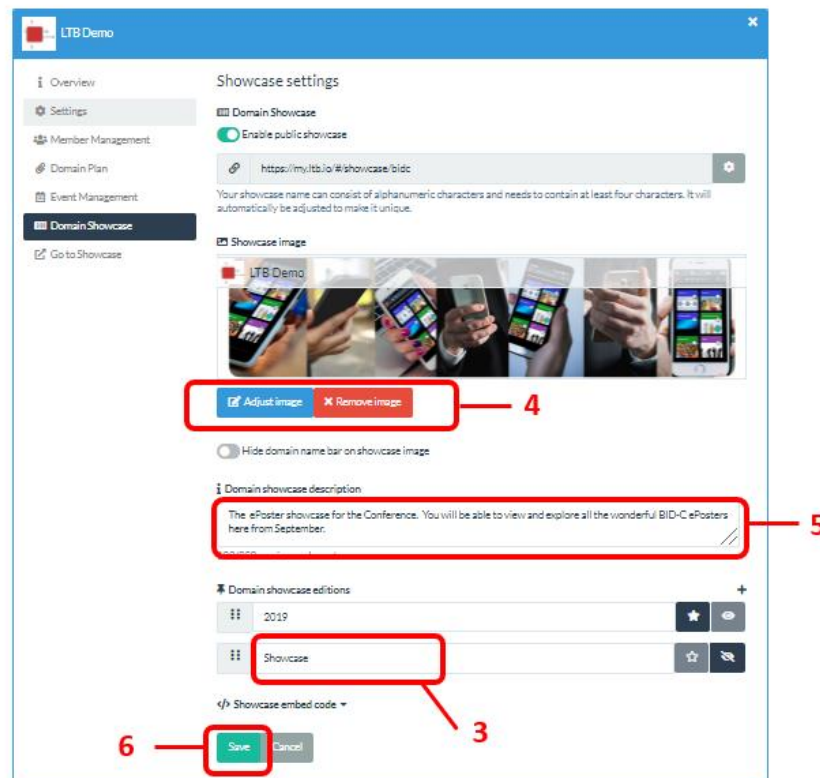 LTB Demo
Overview
Settings
Member Management
Domain Plan
Event Management
Domain Showcase
Go to Showcase
Showcase settings
Domain Showcase
Enable public showcase
https://my.ltb.io/#/showcase/bidc
Your showcase name can consist of alphanumeric characters and needs to contain at least four characters. It will
automatically be adjusted to make it unique.
Showcase image
LTB Demo
Adjust image
Remove image
4
Hide domain name bar on showcase image
Domain showcase description
The ePoster showcase for the Conference. You will be able to view and explore all the wonderful BID-C ePosters
here from September.
5
Domain showcase editions
2019
Showcase
3
</> Showcase embed code
6
Save
Cancel